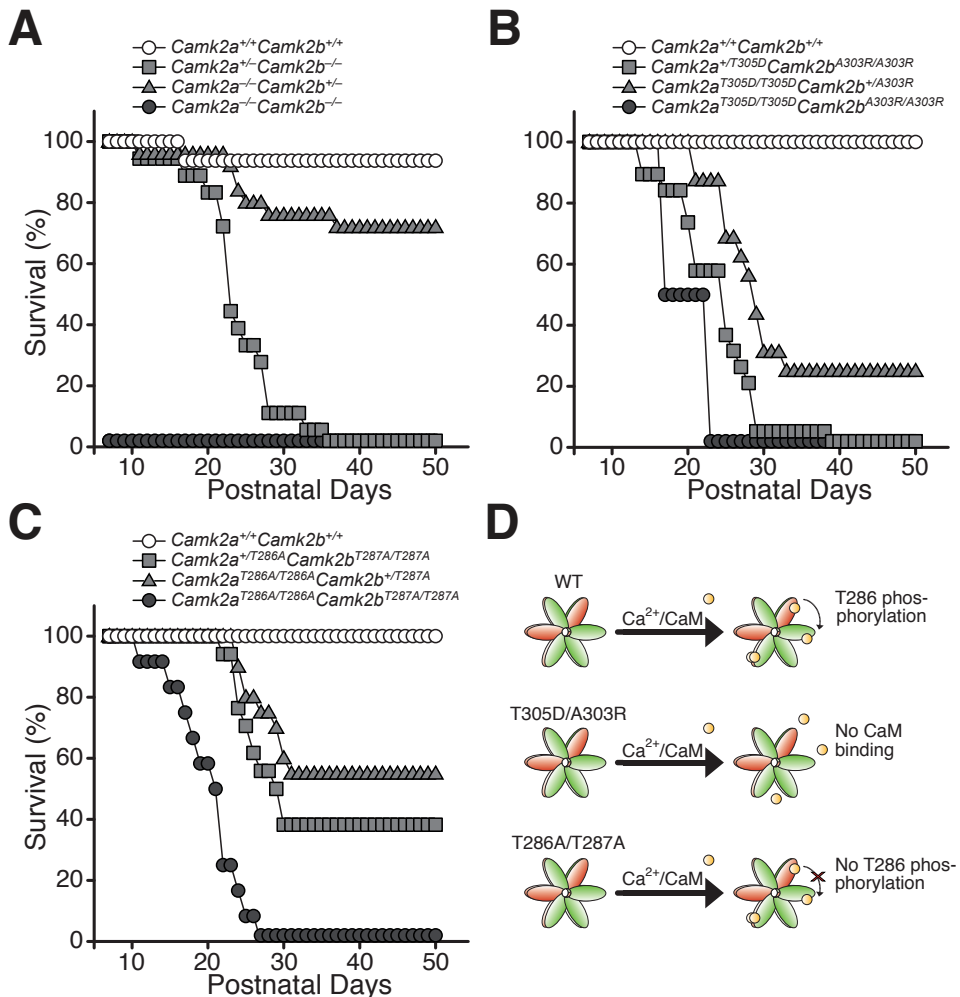 A
Camk2a+/+Camk2b+/+
Camk2a+/–Camk2b–/–
Camk2a–/–Camk2b+/–
Camk2a–/–Camk2b–/–
100
80
60
40
20
0
Survival (%)
10 20 30 40 50
Postnatal Days
B
Camk2a+/+Camk2b+/+
Camk2a+/T305DCamk2bA303R/A303R
Camk2aT305D/T305DCamk2b+/A303R
Camk2aT305D/T305DCamk2bA303R/A303R
100
80
60
40
20
0
Survival (%)
10 20 30 40 50
Postnatal Days
C
Camk2a+/+Camk2b+/+
Camk2a+/T286ACamk2bT287A/T287A
Camk2aT286A/T286ACamk2b+/T287A
Camk2aT286A/T286ACamk2bT287A/T287A
100
80
60
40
20
0
Survival (%)
10 20 30 40 50
Postnatal Days
D
WT
Ca2+/CaM
T286 phos-
phorylation
T305D/A303R
Ca2+/CaM
No CaM
binding
T286A/T287A
Ca2+/CaM
No T286 phos-
phorylation